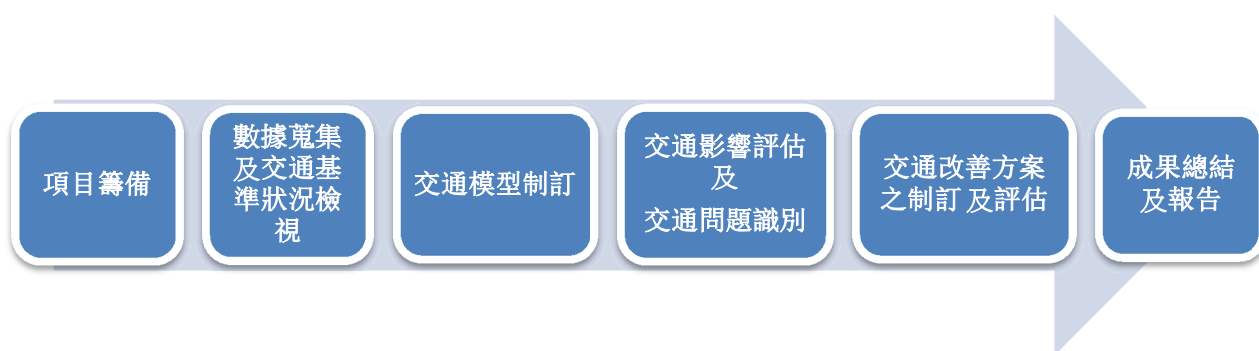 項目籌備
數據蒐集
及交通基
準狀況檢
視
交通模型制訂
交通影響評估
及
交通問題識別
交通改善方案
之制訂及評估
成果總結
及報告